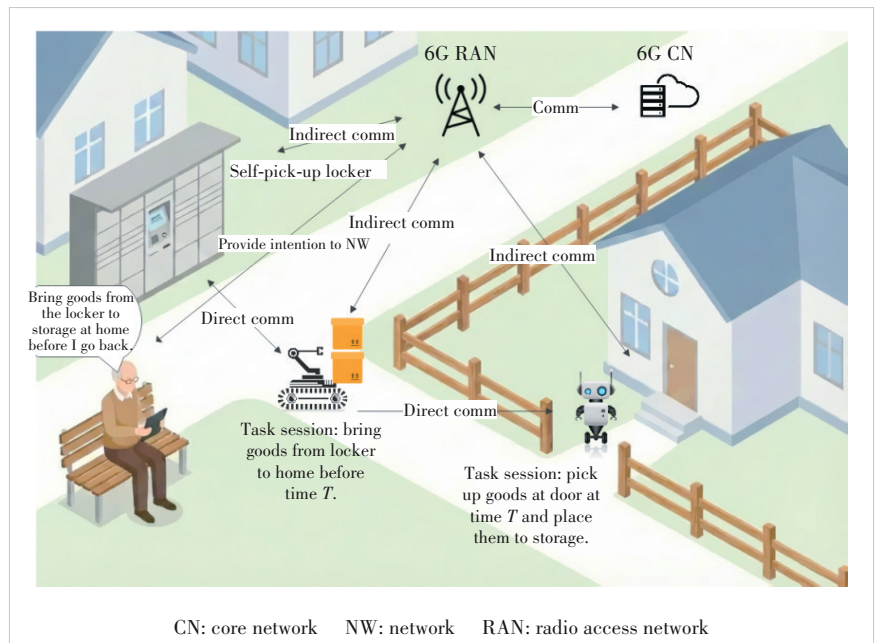 6G RAN
6G CN
Comm
Indirect comm
Self-pick-up locker
Indirect comm
Provide intention to NW
Indirect comm
Bring goods from
the locker to
storage at home
before I go back.
Direct comm
Direct comm
Task session: bring
goods from locker
to home before
time T.
Task session: pick
up goods at door at
time T and place
them to storage.
CN: core network NW: network RAN: radio access network